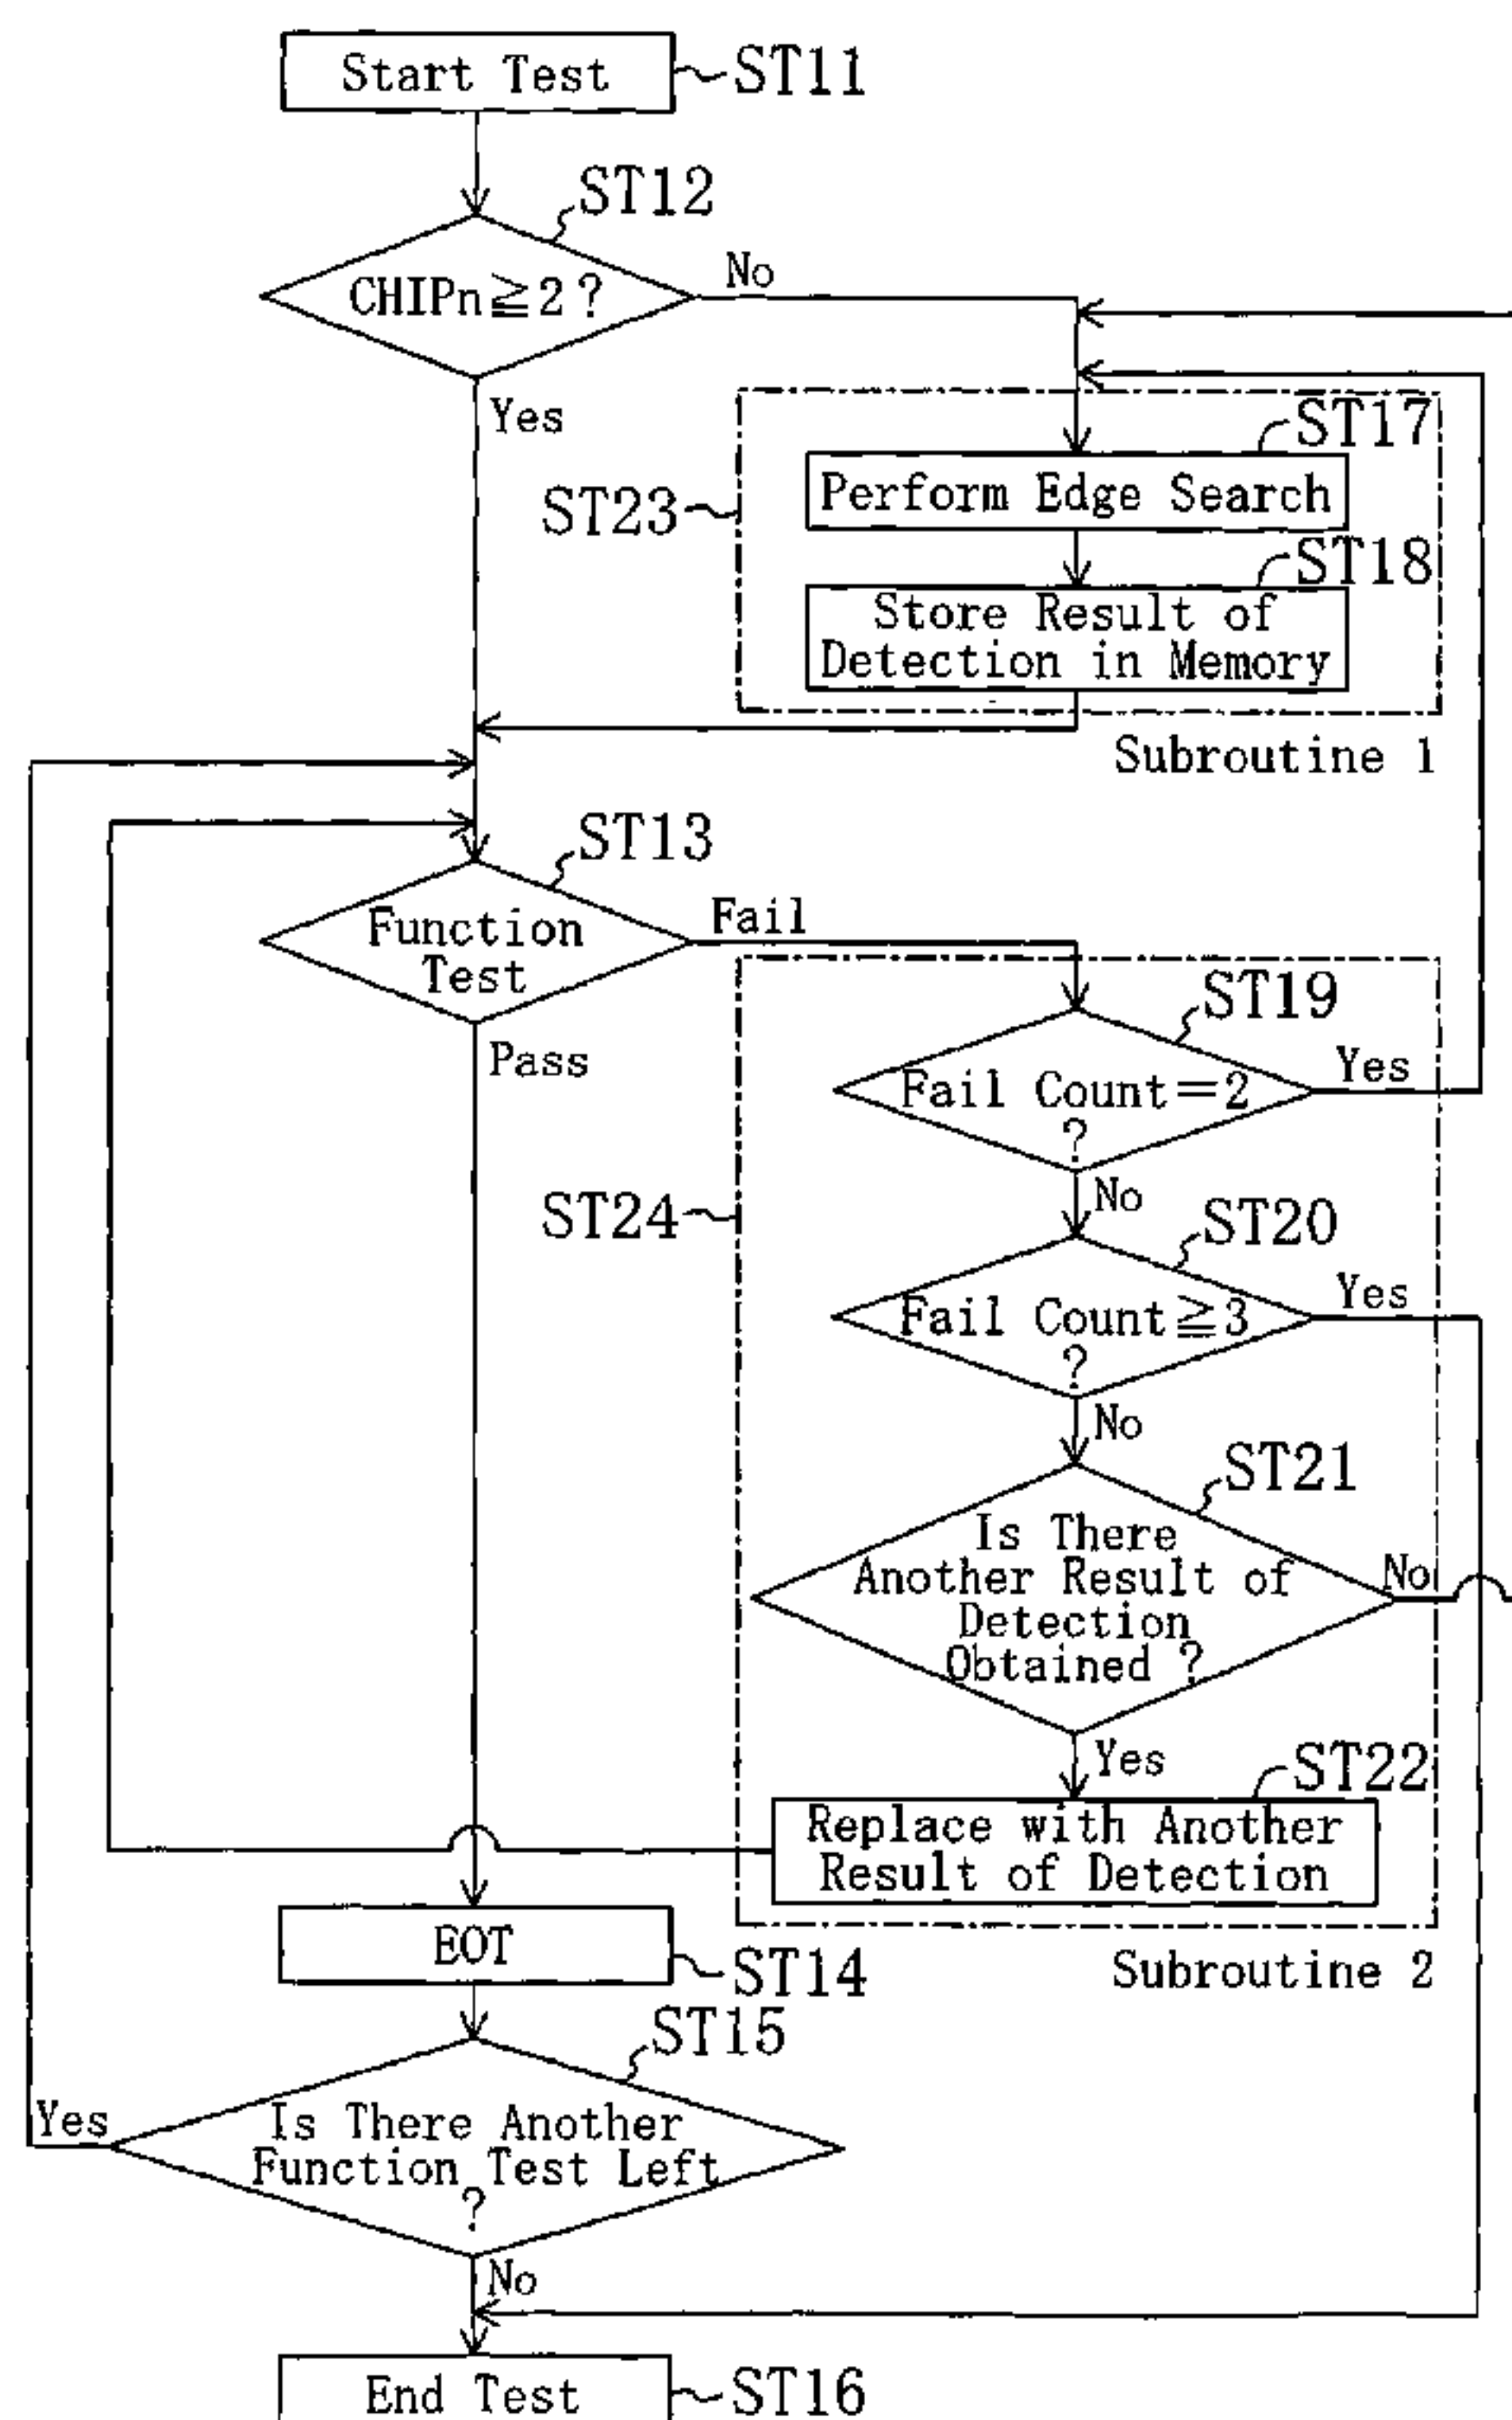 Start Test
ST11
ST12
CHIPn≧2?
No
Yes
ST17
Perform Edge Search
ST23
ST18
Store Result of
Detection in Memory
Subroutine 1
ST13
Function
Test
Fail
Pass
ST19
Fail Count=2
?
Yes
No
ST24
ST20
Fail Count≧3
?
Yes
No
ST21
Is There
Another Result of
Detection
Obtained ?
No
Yes
ST22
Replace with Another
Result of Detection
EOT
ST14
Subroutine 2
ST15
Is There Another
Function Test Left
?
Yes
No
End Test
ST16